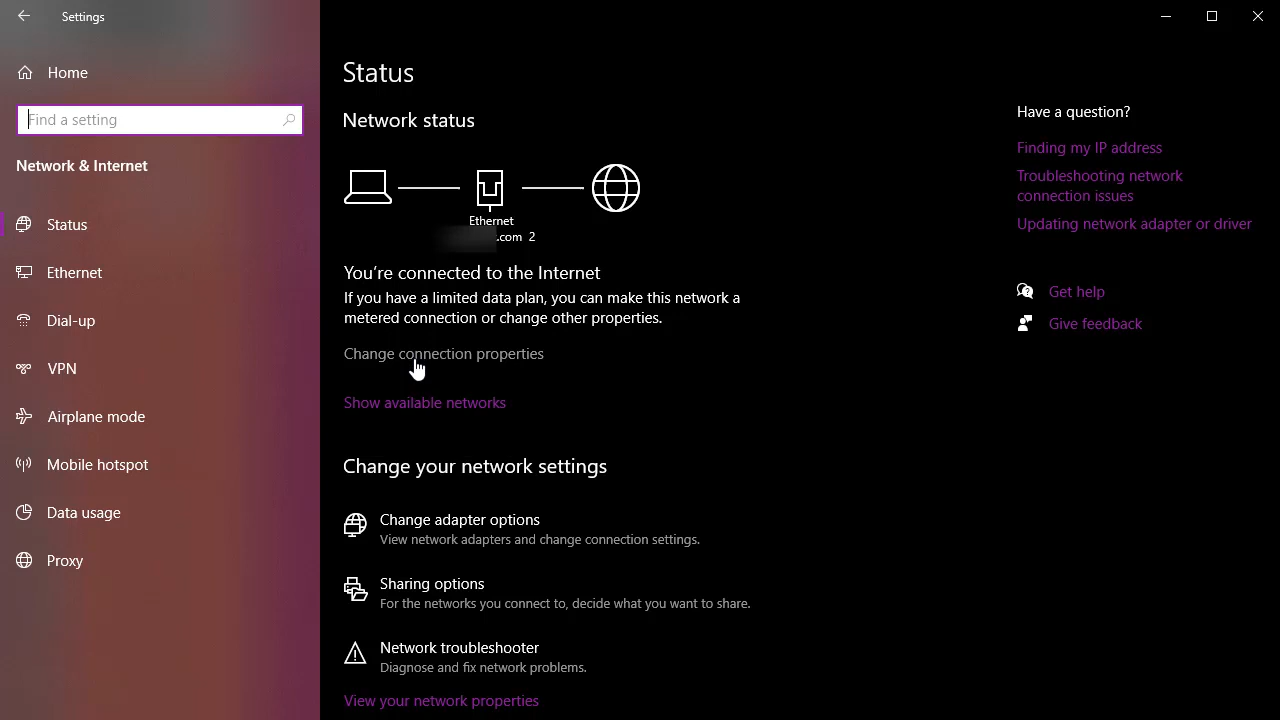 Settings
Home
Find a setting
Network & Internet
Status
Ethernet
Dial-up
VPN
Airplane mode
Mobile hotspot
Data usage
Proxy
Status
Network status
Ethernet
.com 2
You're connected to the Internet
If you have a limited data plan, you can make this network a
metered connection or change other properties.
Change connection properties
Show available networks
Change your network settings
Change adapter options
View network adapters and change connection settings.
Sharing options
For the networks you connect to, decide what you want to share.
Network troubleshooter
Diagnose and fix network problems.
View your network properties
Have a question?
Finding my IP address
Troubleshooting network
connection issues
Updating network adapter or driver
Get help
Give feedback